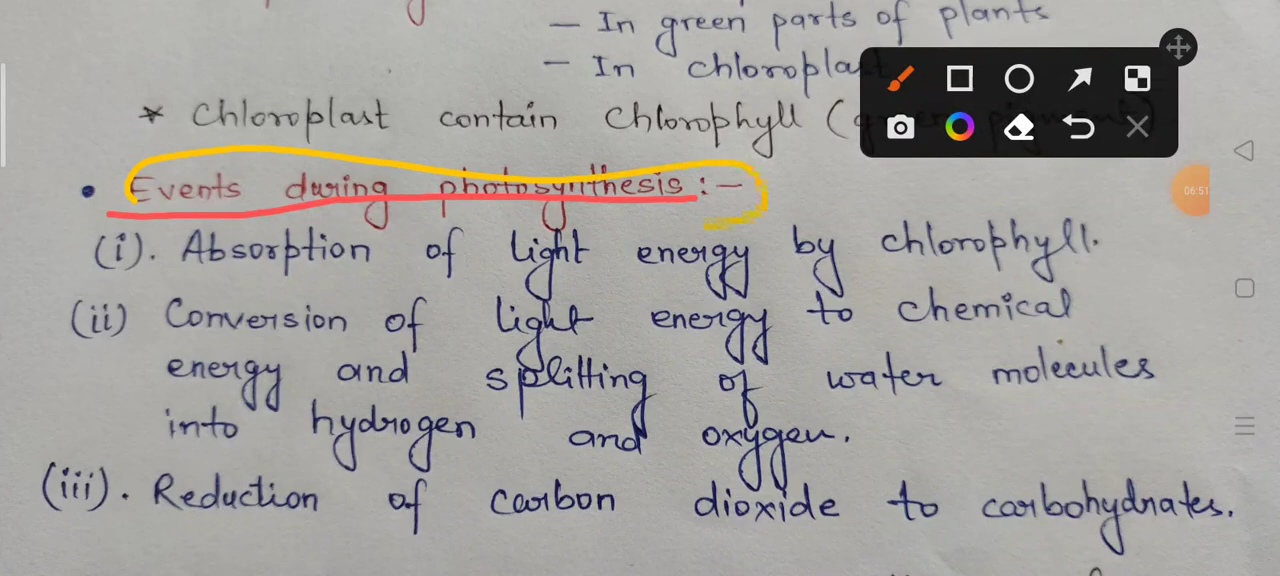 – In green parts of plants
– In chloroplast
* Chloroplast contain Chlorophyll (
• Events during photosynthesis :–
(i). Absorption of light energy by chlorophyll.
(ii) Conversion of light energy to chemical
energy and splitting of water molecules
into hydrogen and oxygen.
(iii). Reduction of carbon dioxide to carbohydrates.
06:51